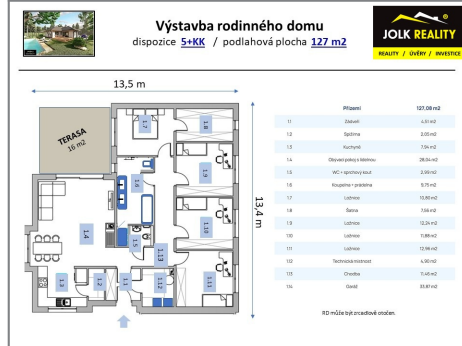 Výstavba rodinného domu
dispozice 5+KK / podlahová plocha 127 m2
JOLK REALITY
REALITY / ÚVĚRY / INVESTICE
13,5 m
13,4 m
TERASA
16 m2
1.7
1.8
1.9
1.6
1.10
1.4
1.5
1.13
1.3
1.2
1.1
1.12
1.11
Přízemí 127,08 m2
1.1 Zádveří 4,51 m2
1.2 Spižírna 2,05 m2
1.3 Kuchyně 7,94 m2
1.4 Obývací pokoj s jídelnou 28,04 m2
1.5 WC + sprchový kout 2,99 m2
1.6 Koupelna + prádelna 9,75 m2
1.7 Ložnice 10,80 m2
1.8 Šatna 7,56 m2
1.9 Ložnice 12,24 m2
1.10 Ložnice 11,88 m2
1.11 Ložnice 12,96 m2
1.12 Technická místnost 4,90 m2
1.13 Chodba 11,46 m2
1.14 Garáž 33,81 m2
RD může být zrcadlově otočen.